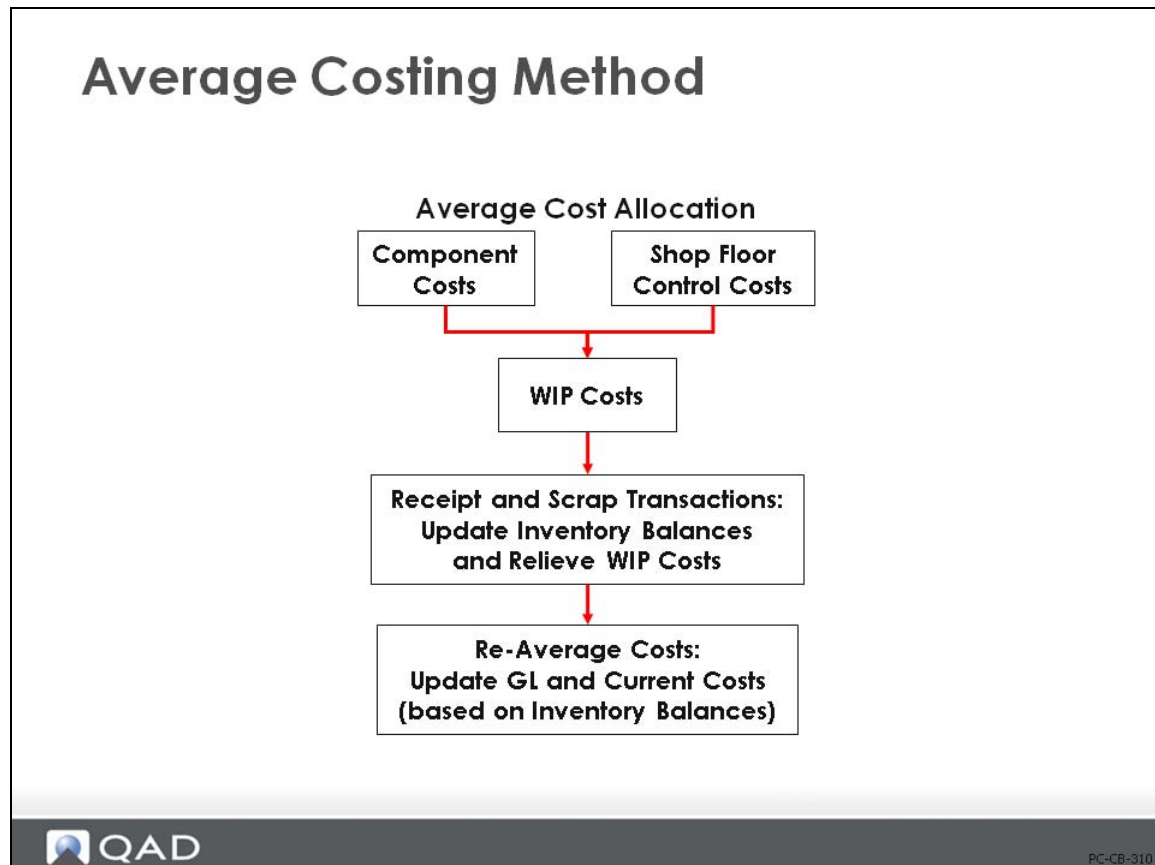 Average Costing Method
Average Cost Allocation
Component
Costs
Shop Floor
Control Costs
WIP Costs
Receipt and Scrap Transactions:
Update Inventory Balances
and Relieve WIP Costs
Re-Average Costs:
Update GL and Current Costs
(based on Inventory Balances)
QAD
PC-CB-310